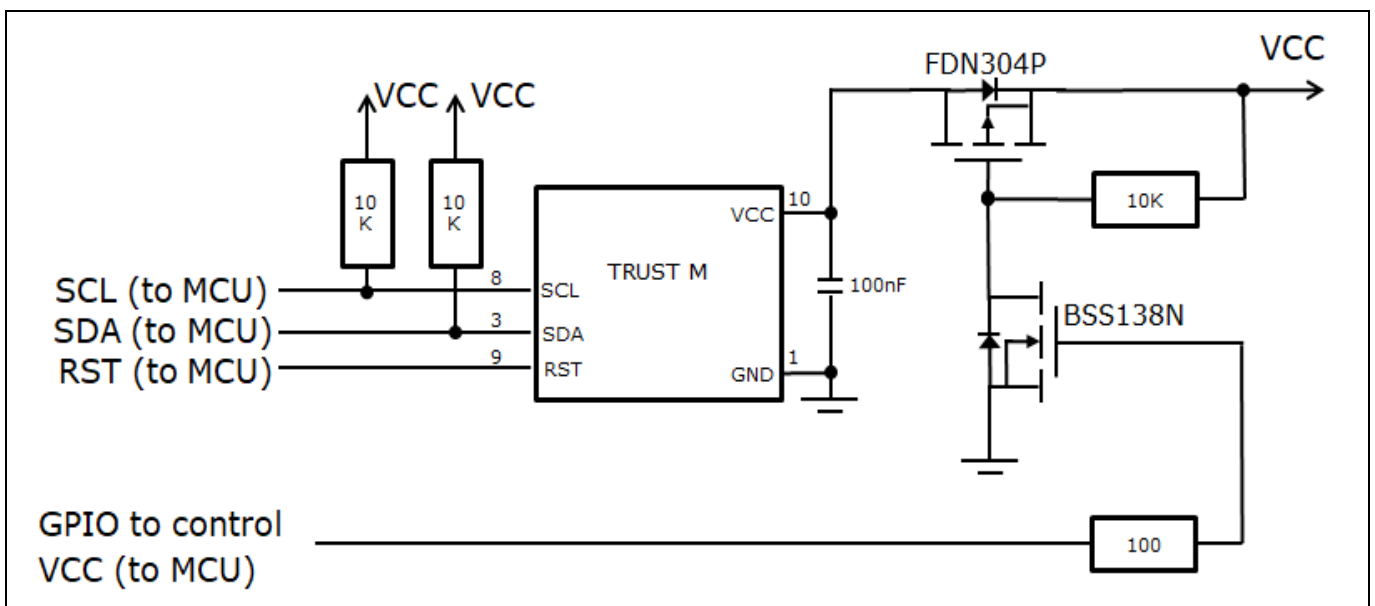 FDN304P
VCC
VCC
VCC
10
K
10
K
10
VCC
10K
TRUST M
SCL (to MCU)
8
SCL
100nF
BSS138N
SDA (to MCU)
3
SDA
RST (to MCU)
9
RST
1
GND
GPIO to control
VCC (to MCU)
100